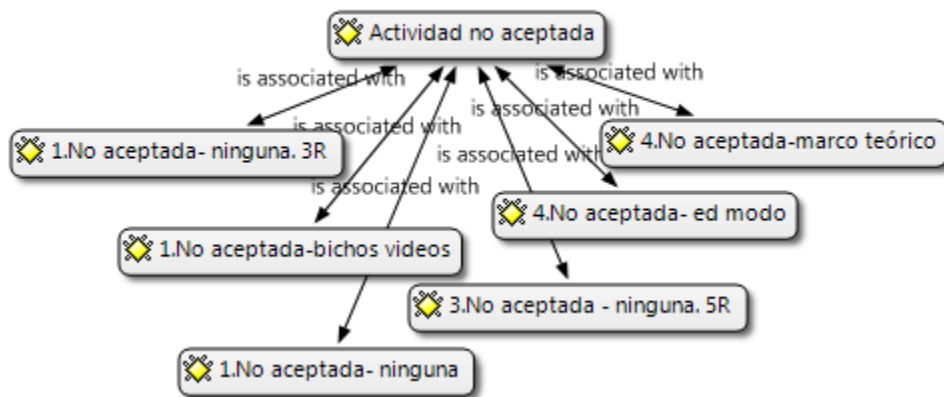 Actividad no aceptada
is associated with
is associated with
is associated with
is associated with
is associated with
is associated with
1.No aceptada- ninguna. 3R
4.No aceptada-marco teórico
1.No aceptada-bichos videos
4.No aceptada- ed modo
3.No aceptada - ninguna. 5R
1.No aceptada- ninguna